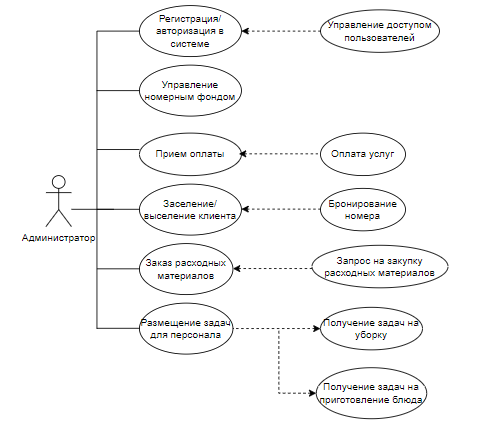 Регистрация/
авторизация в
системе
Управление доступом
пользователей
Управление
номерным фондом
Прием оплаты
Оплата услуг
Заселение/
выселение клиента
Бронирование
номера
Администратор
Заказ расходных
материалов
Запрос на закупку
расходных материалов
Размещение задач
для персонала
Получение задач на
уборку
Получение задач на
приготовление блюда